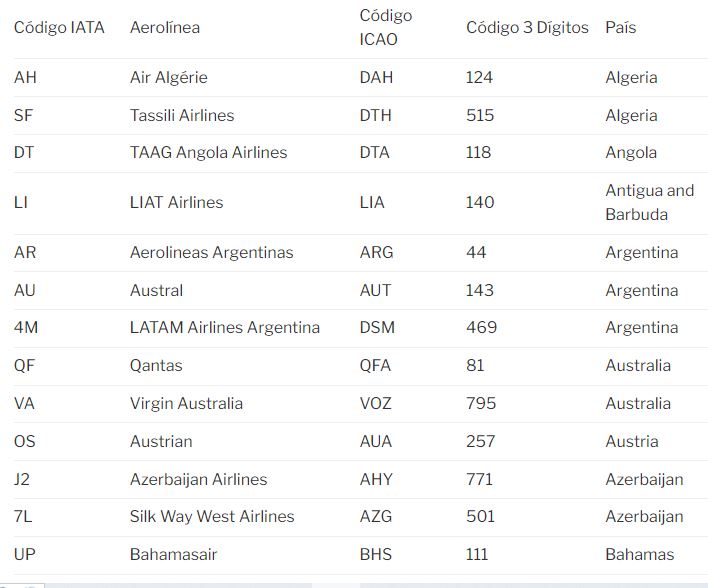 Código IATA Aerolínea Código ICAO Código 3 Dígitos País
AH Air Algérie DAH 124 Algeria
SF Tassili Airlines DTH 515 Algeria
DT TAAG Angola Airlines DTA 118 Angola
LI LIAT Airlines LIA 140 Antigua and Barbuda
AR Aerolineas Argentinas ARG 44 Argentina
AU Austral AUT 143 Argentina
4M LATAM Airlines Argentina DSM 469 Argentina
QF Qantas QFA 81 Australia
VA Virgin Australia VOZ 795 Australia
OS Austrian AUA 257 Austria
J2 Azerbaijan Airlines AHY 771 Azerbaijan
7L Silk Way West Airlines AZG 501 Azerbaijan
UP Bahamasair BHS 111 Bahamas